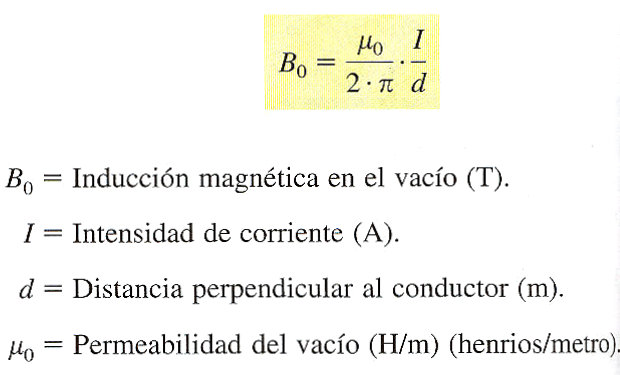 B₀ = μ₀ / 2 · π · I / d
B₀ = Inducción magnética en el vacío (T).
I = Intensidad de corriente (A).
d = Distancia perpendicular al conductor (m).
μ₀ = Permeabilidad del vacío (H/m) (henrios/metro).